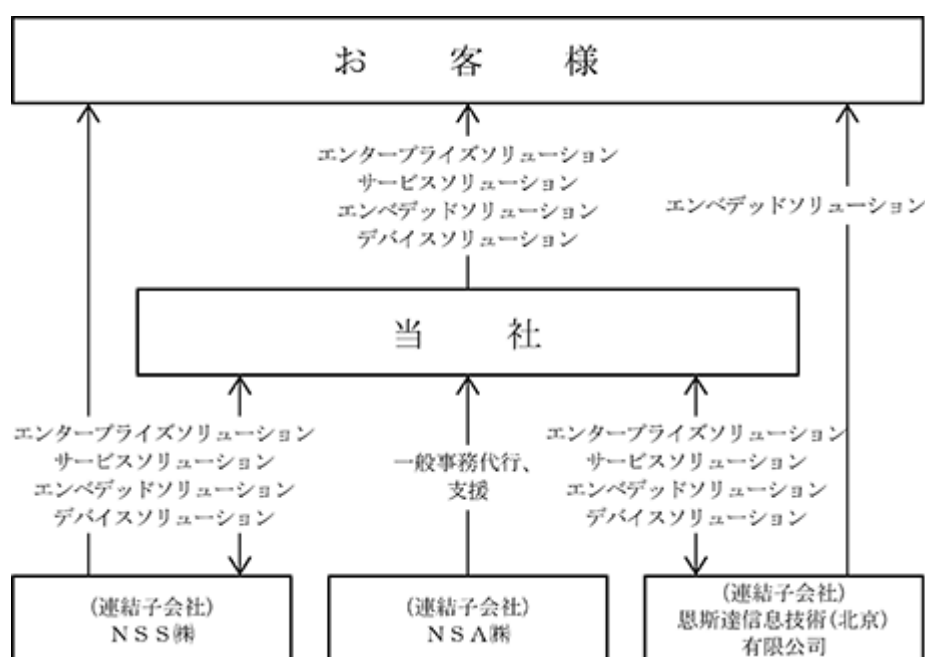 お 客 様
エンタープライズソリューション
サービスソリューション
エンベデッドソリューション
デバイスソリューション
エンベデッドソリューション
当 社
エンタープライズソリューション
サービスソリューション
エンベデッドソリューション
デバイスソリューション
一般事務代行、
支援
エンタープライズソリューション
サービスソリューション
エンベデッドソリューション
デバイスソリューション
(連結子会社)
NSS㈱
(連結子会社)
NSA㈱
(連結子会社)
恩斯達信息技術(北京)
有限公司